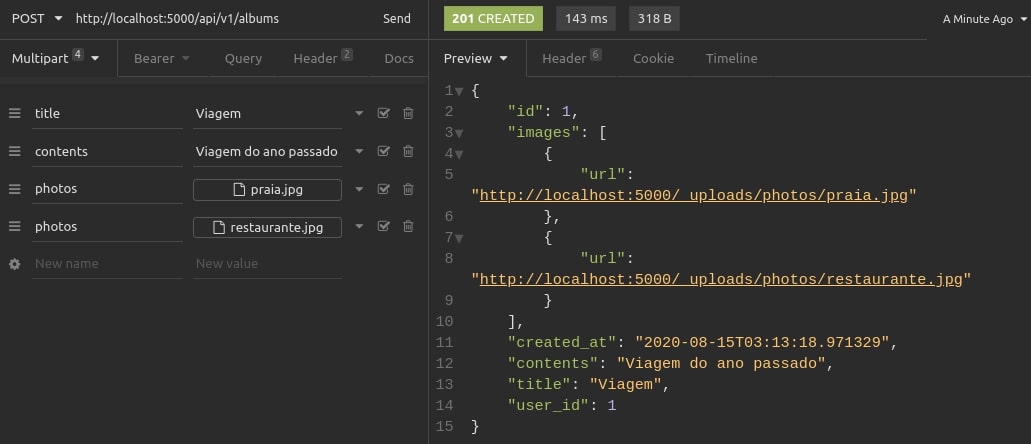 POST http://localhost:5000/api/v1/albums Send
Multipart 4 Bearer Query Header 2 Docs
title Viagem
contents Viagem do ano passado
photos praia.jpg
photos restaurante.jpg
New name New value
201 CREATED 143 ms 318 B A Minute Ago
Preview Header 6 Cookie Timeline
1 {
2 "id": 1,
3 "images": [
4 {
5 "url":
"http://localhost:5000/_uploads/photos/praia.jpg"
6 },
7 {
8 "url":
"http://localhost:5000/_uploads/photos/restaurante.jpg"
9 }
10 ],
11 "created_at": "2020-08-15T03:13:18.971329",
12 "contents": "Viagem do ano passado",
13 "title": "Viagem",
14 "user_id": 1
15 }